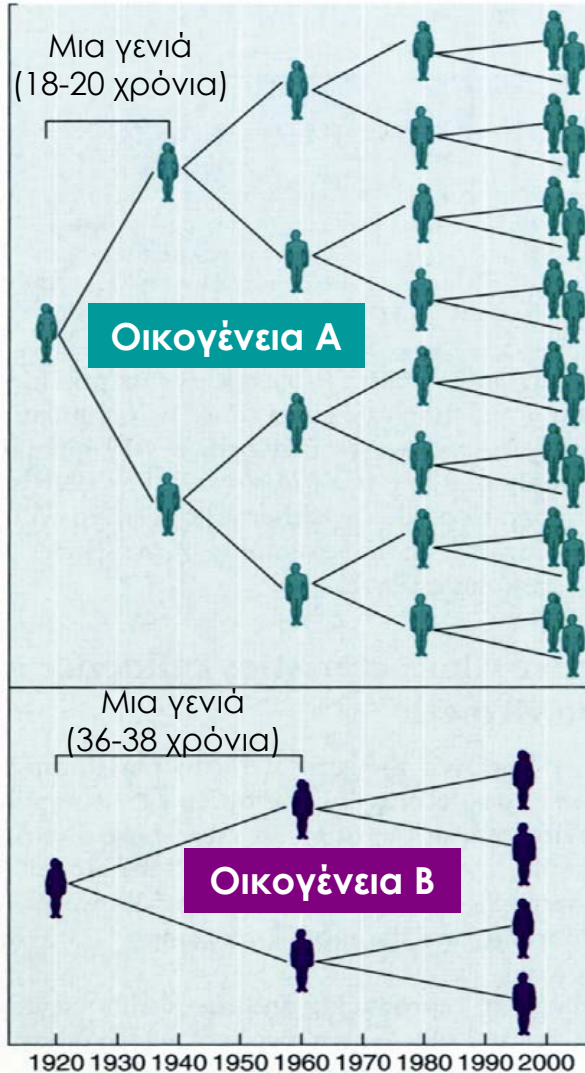 Μια γενιά
(18-20 χρόνια)
Οικογένεια Α
Μια γενιά
(36-38 χρόνια)
Οικογένεια Β
1920 1930 1940 1950 1960 1970 1980 1990 2000